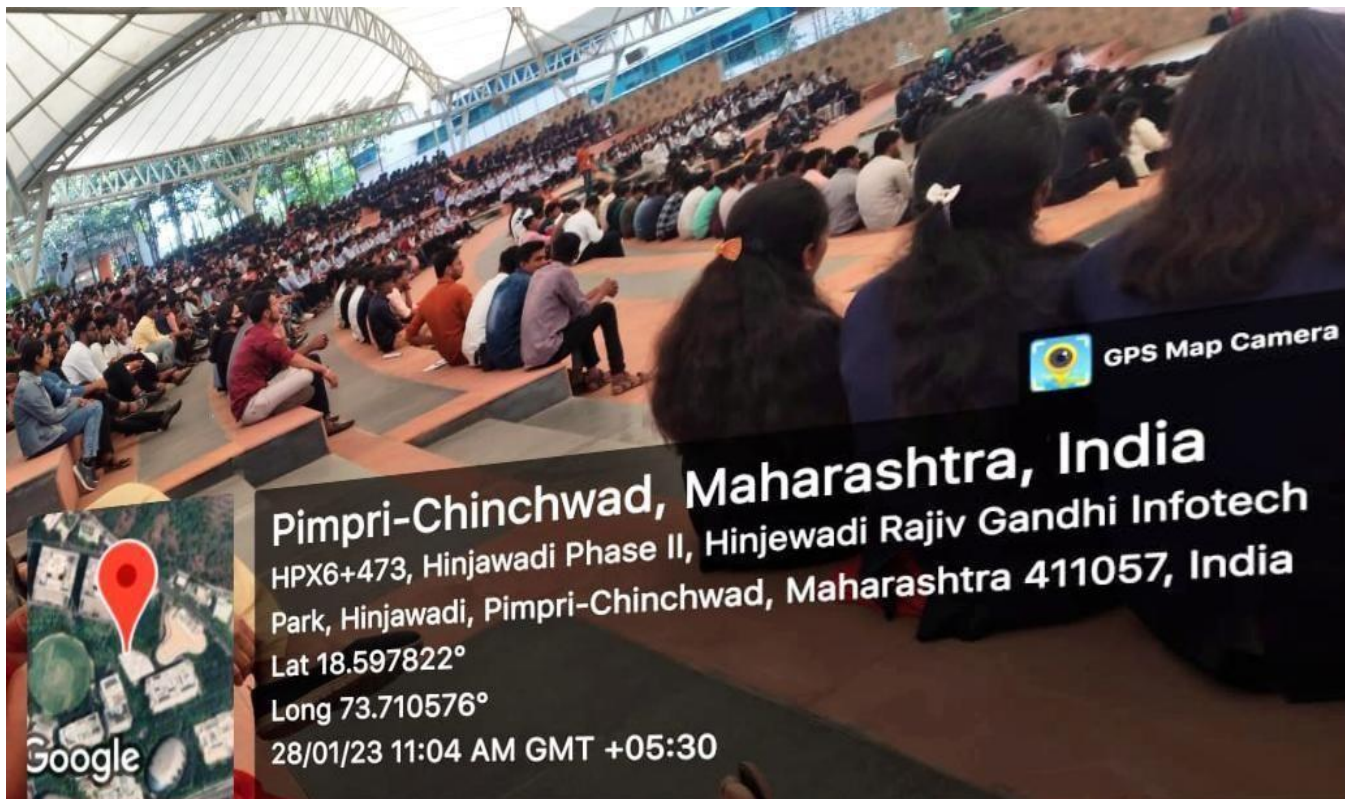 GPS Map Camera
Pimpri-Chinchwad, Maharashtra, India
HPX6+473, Hinjawadi Phase II, Hinjewadi Rajiv Gandhi Infotech
Park, Hinjawadi, Pimpri-Chinchwad, Maharashtra 411057, India
Lat 18.597822°
Long 73.710576°
28/01/23 11:04 AM GMT +05:30
Google